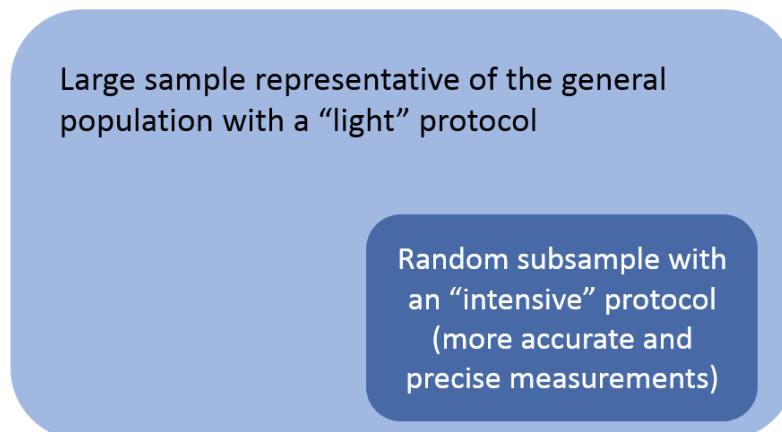 Large sample representative of the general
population with a “light” protocol
Random subsample with
an “intensive” protocol
(more accurate and
precise measurements)